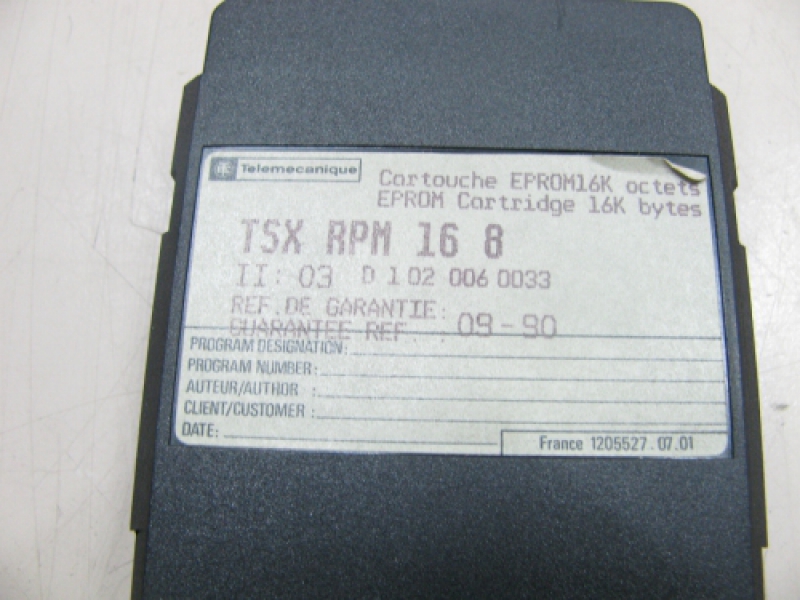 Telemecanique
Cartouche EPROM16K octets
EPROM Cartridge 16K bytes
TSX RPM 16 8
II: 03 D 1 02 006 0033
REF.DE GARANTIE:
GUARANTEE REF. : 09-90
PROGRAM DESIGNATION:
PROGRAM NUMBER:
AUTEUR/AUTHOR :
CLIENT/CUSTOMER :
DATE:
France 1205527.07.01